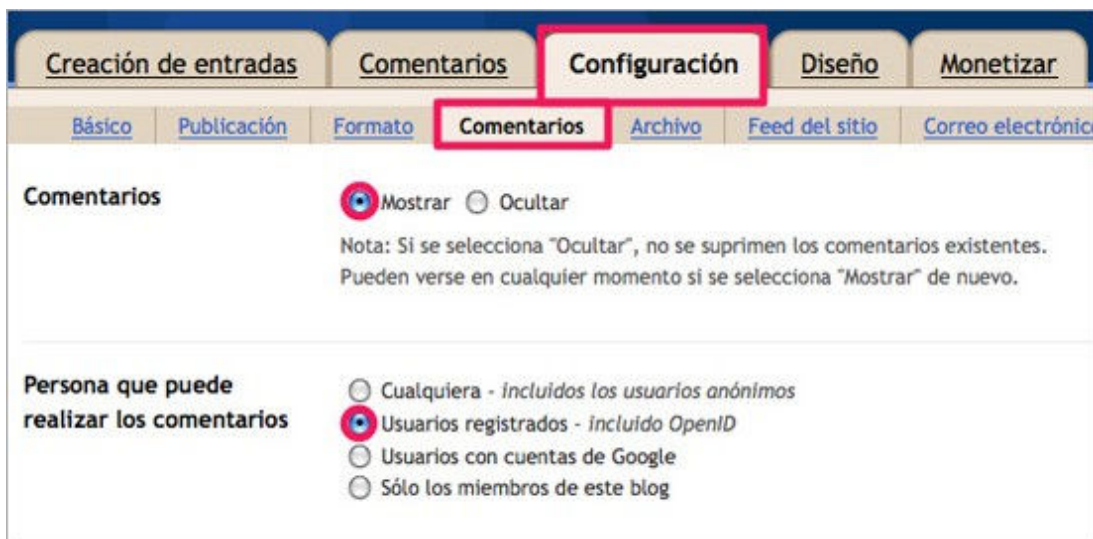 Creación de entradas Comentarios Configuración Diseño Monetizar
Básico Publicación Formato Comentarios Archivo Feed del sitio Correo electrónic
Comentarios Mostrar Ocultar
Nota: Si se selecciona "Ocultar", no se suprimen los comentarios existentes.
Pueden verse en cualquier momento si se selecciona "Mostrar" de nuevo.
Persona que puede
realizar los comentarios
Cualquiera - incluidos los usuarios anónimos
Usuarios registrados - incluido OpenID
Usuarios con cuentas de Google
Sólo los miembros de este blog